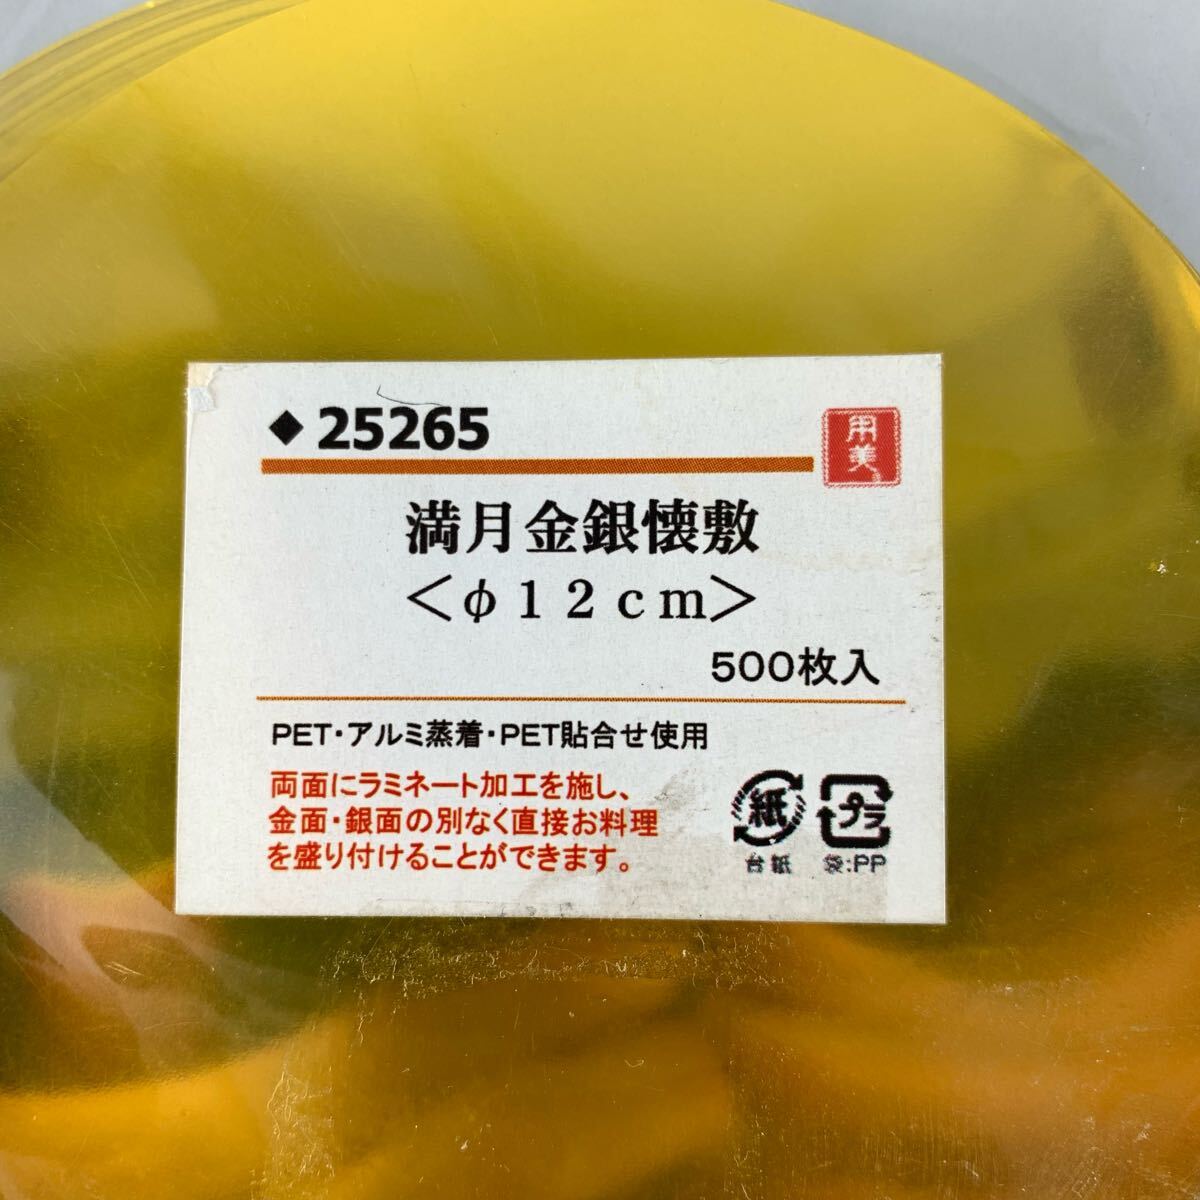 ◆25265
用美
満月金銀懐敷
＜φ12cm＞
500枚入
PET・アルミ蒸着・PET貼合せ使用
両面にラミネート加工を施し、
金面・銀面の別なく直接お料理
を盛り付けることができます。
紙 プラ
台紙 袋:PP